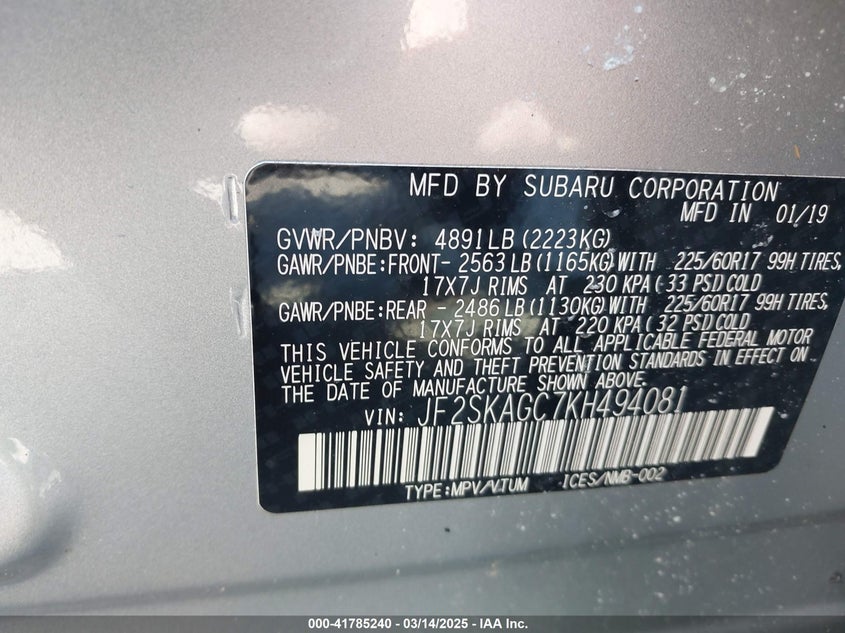 MFD BY SUBARU CORPORATION
MFD IN 01/19
GVWR/PNBV: 4891LB (2223KG)
GAWR/PNBE:FRONT- 2563 LB (1165KG) WITH 225/60R17 99H TIRES,
17X7J RIMS AT 230 KPA ( 33 PSI) COLD
GAWR/PNBE:REAR - 2486 LB (1130KG) WITH 225/60R17 99H TIRES,
17X7J RIMS AT 220 KPA ( 32 PSI) COLD
THIS VEHICLE CONFORMS TO ALL APPLICABLE FEDERAL MOTOR
VEHICLE SAFETY AND THEFT PREVENTION STANDARDS IN EFFECT ON
THE DATE OF MANUFACTURE SHOWN ABOVE.
VIN: JF2SKAGC7KH494081
TYPE:MPV/V.TUM ICES/NMB-002
000-41785240 - 03/14/2025 - IAA Inc.